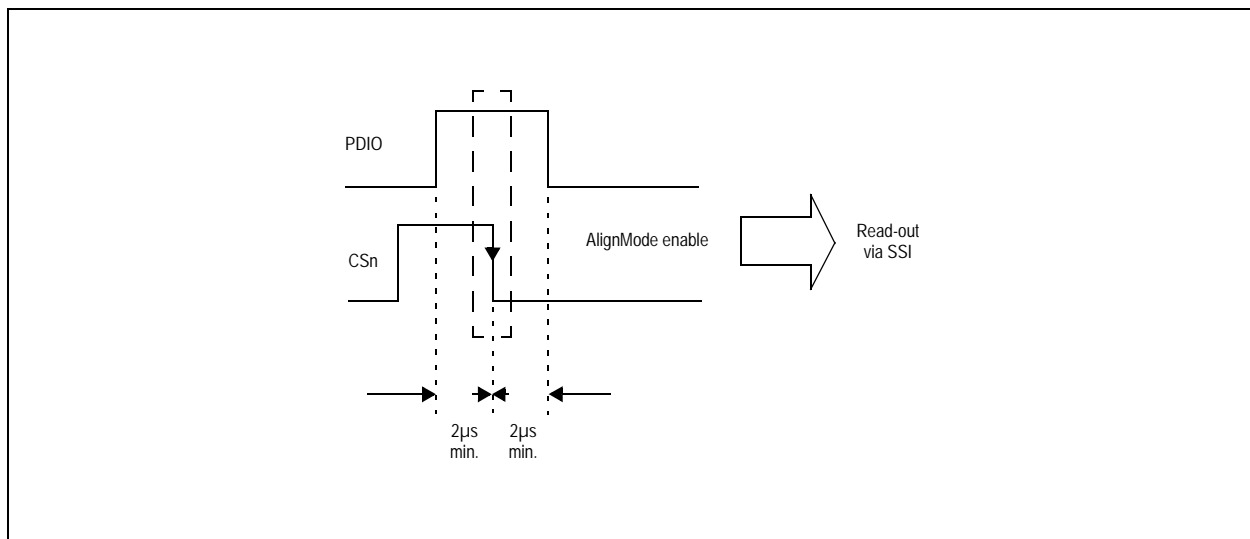 PDIO
CSn
AlignMode enable
Read-out
via SSI
2µs
min.
2µs
min.